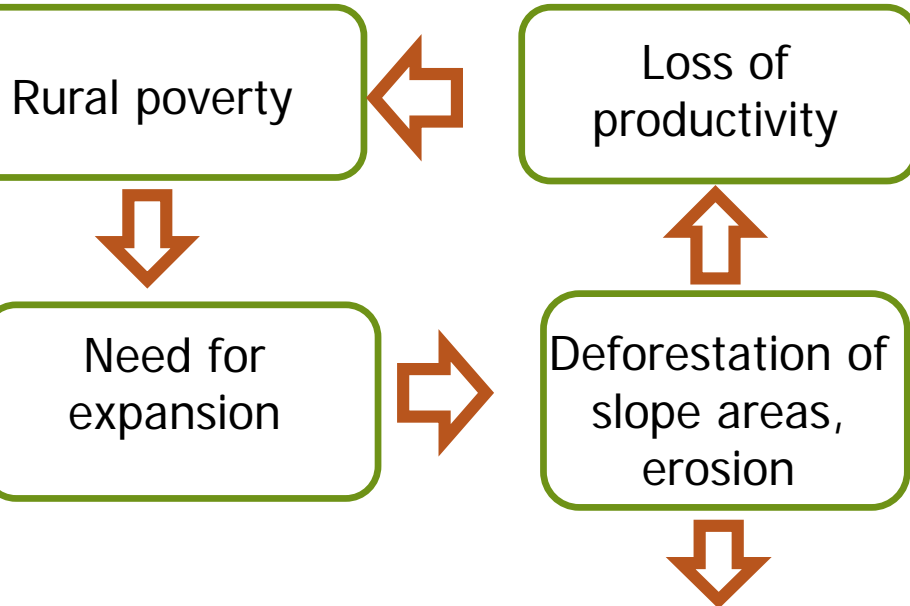 Rural poverty
Loss of
productivity
Need for
expansion
Deforestation of
slope areas,
erosion